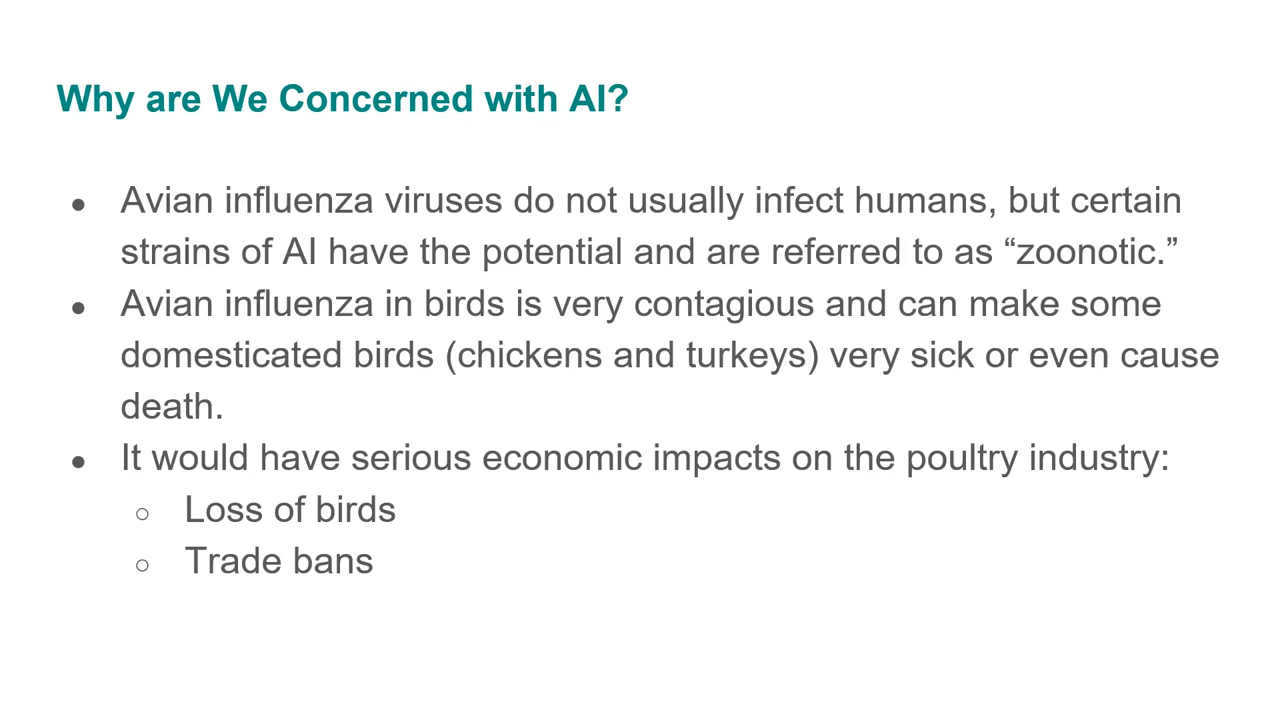 Why are We Concerned with AI?
● Avian influenza viruses do not usually infect humans, but certain
strains of AI have the potential and are referred to as “zoonotic.”
● Avian influenza in birds is very contagious and can make some
domesticated birds (chickens and turkeys) very sick or even cause
death.
● It would have serious economic impacts on the poultry industry:
○ Loss of birds
○ Trade bans